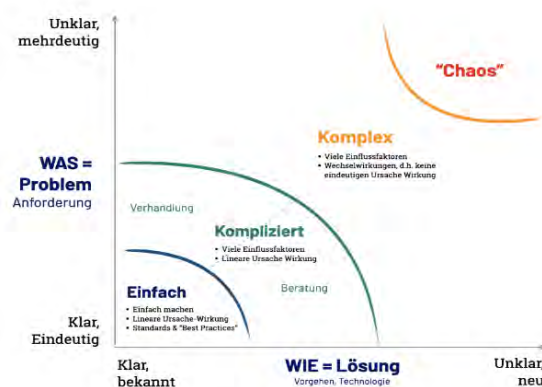 Unklar,
mehrdeutig
"Chaos"
Komplex
• Viele Einflussfaktoren
• Wechselwirkungen, d.h. keine
eindeutigen Ursache Wirkung
WAS =
Problem
Anforderung
Verhandlung
Kompliziert
• Viele Einflussfaktoren
• Lineare Ursache Wirkung
Einfach
• Einfach machen
• Lineare Ursache-Wirkung
• Standards & "Best Practices"
Beratung
Klar,
Eindeutig
Klar,
bekannt
WIE = Lösung
Vorgehen, Technologie
Unklar,
neu